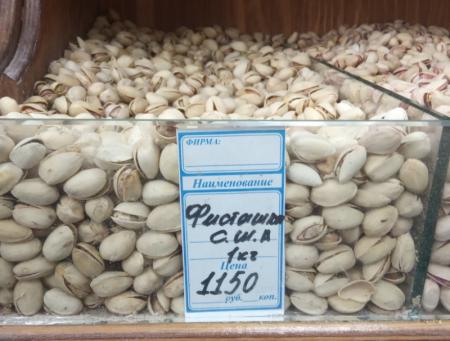 ФИРМА:
Наименование
Фисташки
С.Ш.А
1кг
Цена
1150
руб. коп.